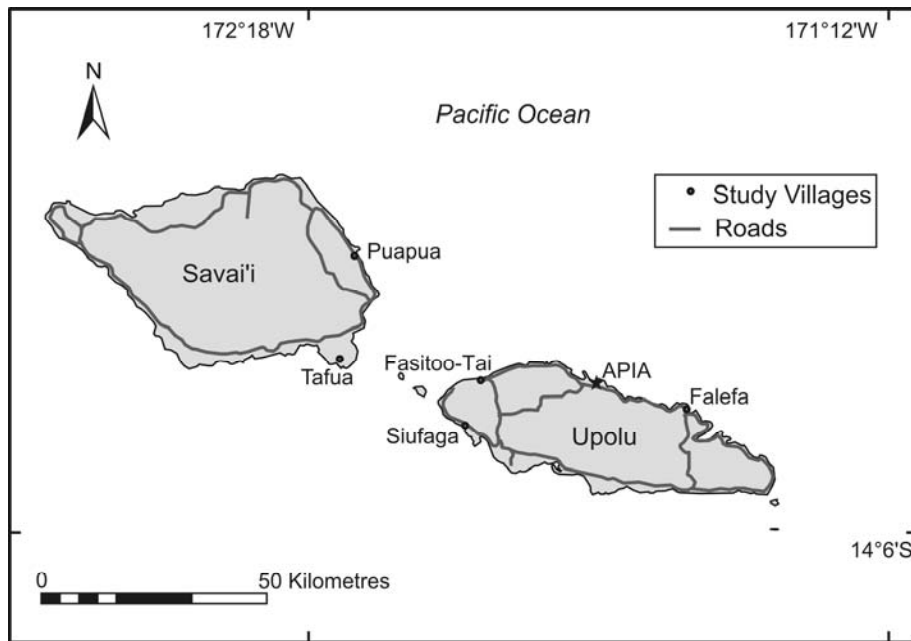 172°18'W
171°12'W
N
Pacific Ocean
Study Villages
Roads
Puapua
Savai'i
Tafua
Fasitoo-Tai
APIA
Falefa
Siufaga
Upolu
14°6'S
0
50 Kilometres